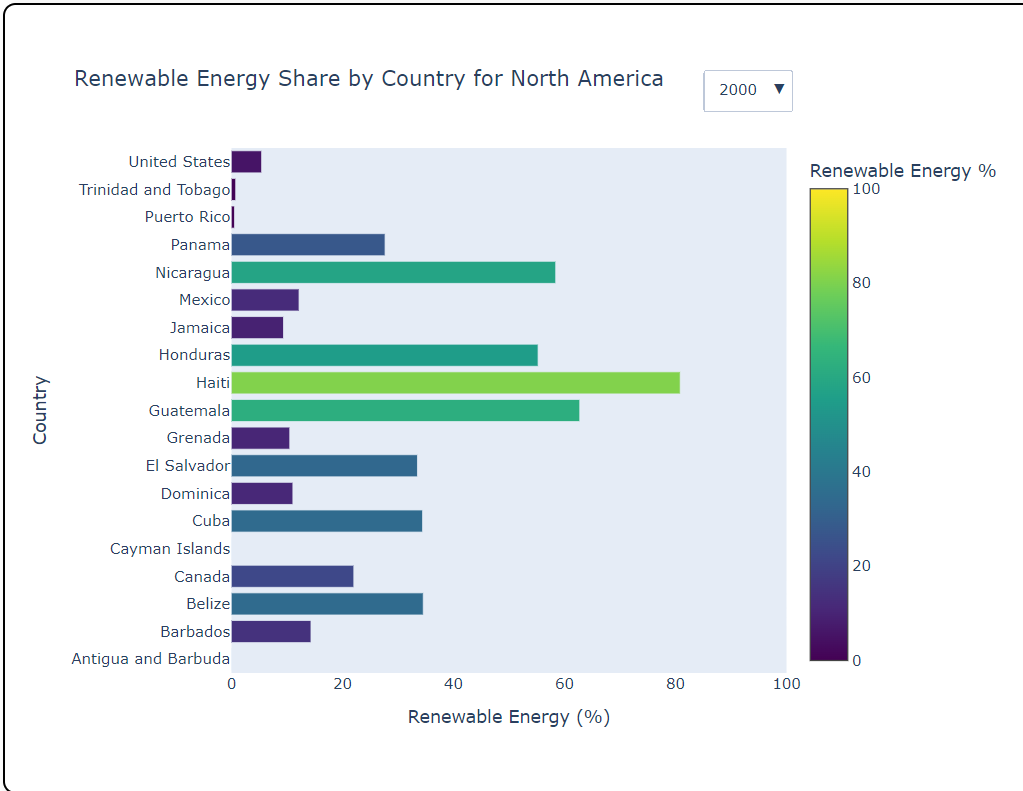 Renewable Energy Share by Country for North America
2000 ▼
Renewable Energy %
United States
Trinidad and Tobago
Puerto Rico
Panama
Nicaragua
Mexico
Jamaica
Honduras
Haiti
Guatemala
Grenada
El Salvador
Dominica
Cuba
Cayman Islands
Canada
Belize
Barbados
Antigua and Barbuda
Country
0 20 40 60 80 100
Renewable Energy (%)
100
80
60
40
20
0